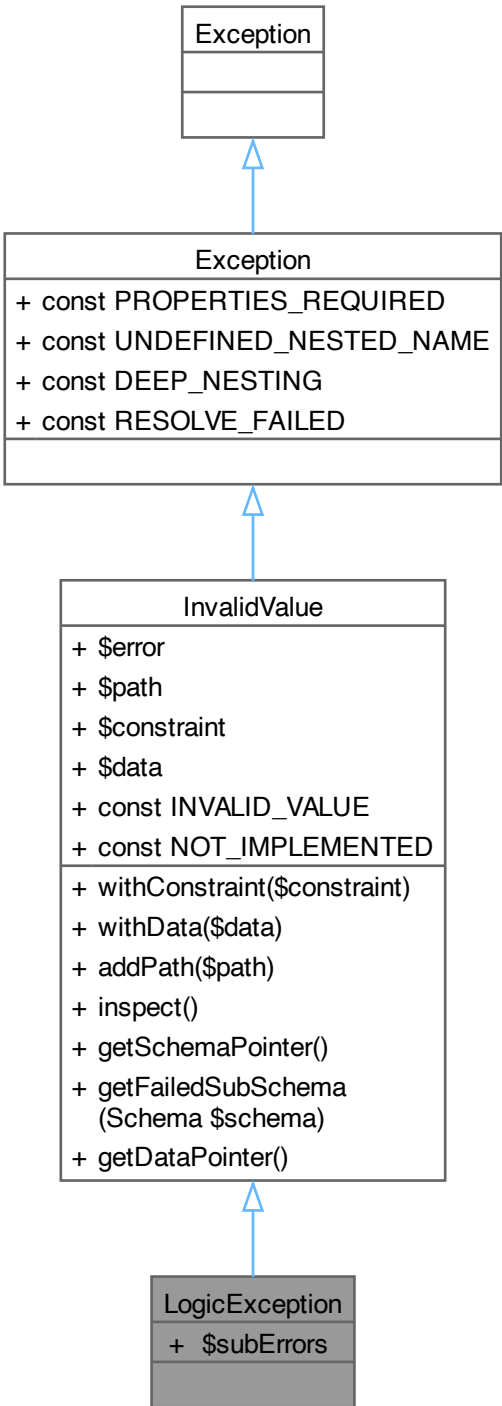 Exception
Exception
+ const PROPERTIES_REQUIRED
+ const UNDEFINED_NESTED_NAME
+ const DEEP_NESTING
+ const RESOLVE_FAILED
InvalidValue
+ $error
+ $path
+ $constraint
+ $data
+ const INVALID_VALUE
+ const NOT_IMPLEMENTED
+ withConstraint($constraint)
+ withData($data)
+ addPath($path)
+ inspect()
+ getSchemaPointer()
+ getFailedSubSchema
(Schema $schema)
+ getDataPointer()
LogicException
+ $subErrors